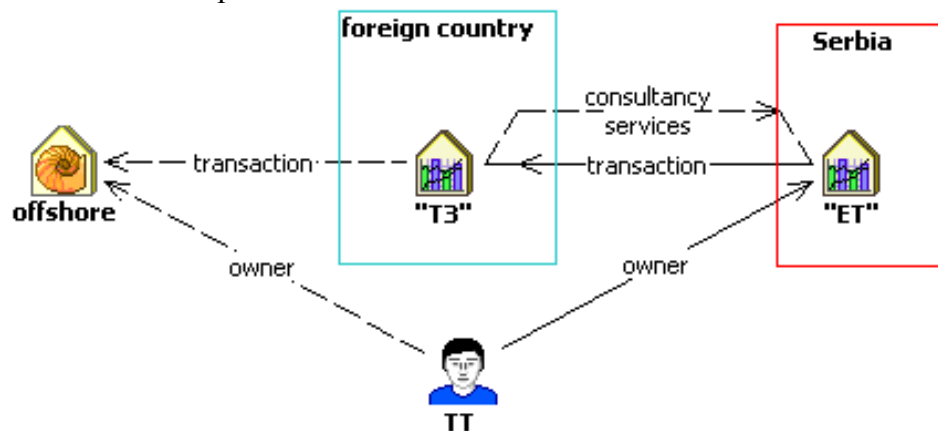 foreign country
Serbia
consultancy
services
transaction
transaction
offshore
"T3"
"ET"
owner
owner
TT